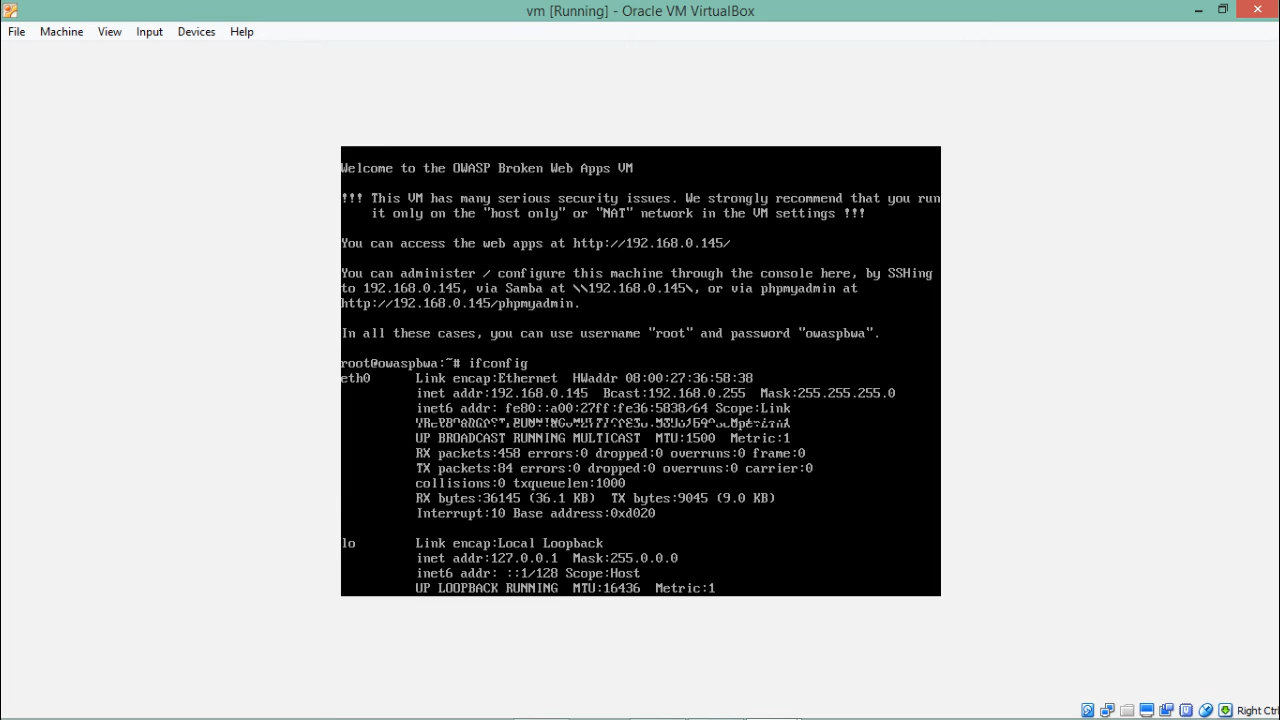 vm [Running] - Oracle VM VirtualBox
File Machine View Input Devices Help
Welcome to the OWASP Broken Web Apps VM
!!! This VM has many serious security issues. We strongly recommend that you run
it only on the "host only" or "NAT" network in the VM settings !!!
You can access the web apps at http://192.168.0.145/
You can administer / configure this machine through the console here, by SSHing
to 192.168.0.145, via Samba at \\192.168.0.145\, or via phpmyadmin at
http://192.168.0.145/phpmyadmin.
In all these cases, you can use username "root" and password "owaspbwa".
root@owaspbwa:~# ifconfig
eth0 Link encap:Ethernet HWaddr 08:00:27:36:58:38
inet addr:192.168.0.145 Bcast:192.168.0.255 Mask:255.255.255.0
inet6 addr: fe80::a00:27ff:fe36:5838/64 Scope:Link
UP BROADCAST RUNNING MULTICAST MTU:1500 Metric:1
RX packets:458 errors:0 dropped:0 overruns:0 frame:0
TX packets:84 errors:0 dropped:0 overruns:0 carrier:0
collisions:0 txqueuelen:1000
RX bytes:36145 (36.1 KB) TX bytes:9045 (9.0 KB)
Interrupt:10 Base address:0xd020
lo Link encap:Local Loopback
inet addr:127.0.0.1 Mask:255.0.0.0
inet6 addr: ::1/128 Scope:Host
UP LOOPBACK RUNNING MTU:16436 Metric:1
Right Ctrl